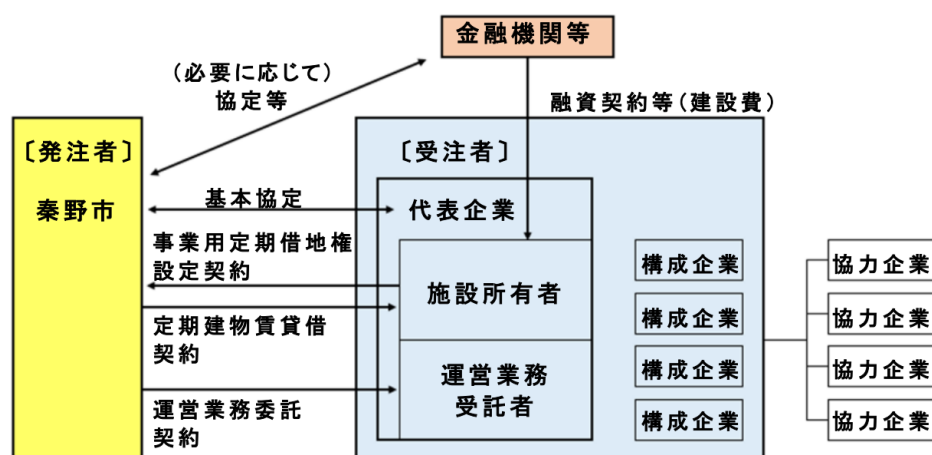 金融機関等
（必要に応じて）
協定等
融資契約等（建設費）
〔発注者〕
秦野市
〔受注者〕
基本協定
代表企業
事業用定期借地権
設定契約
施設所有者
定期建物賃貸借
契約
運営業務
受託者
運営業務委託
契約
構成企業
構成企業
構成企業
構成企業
協力企業
協力企業
協力企業
協力企業